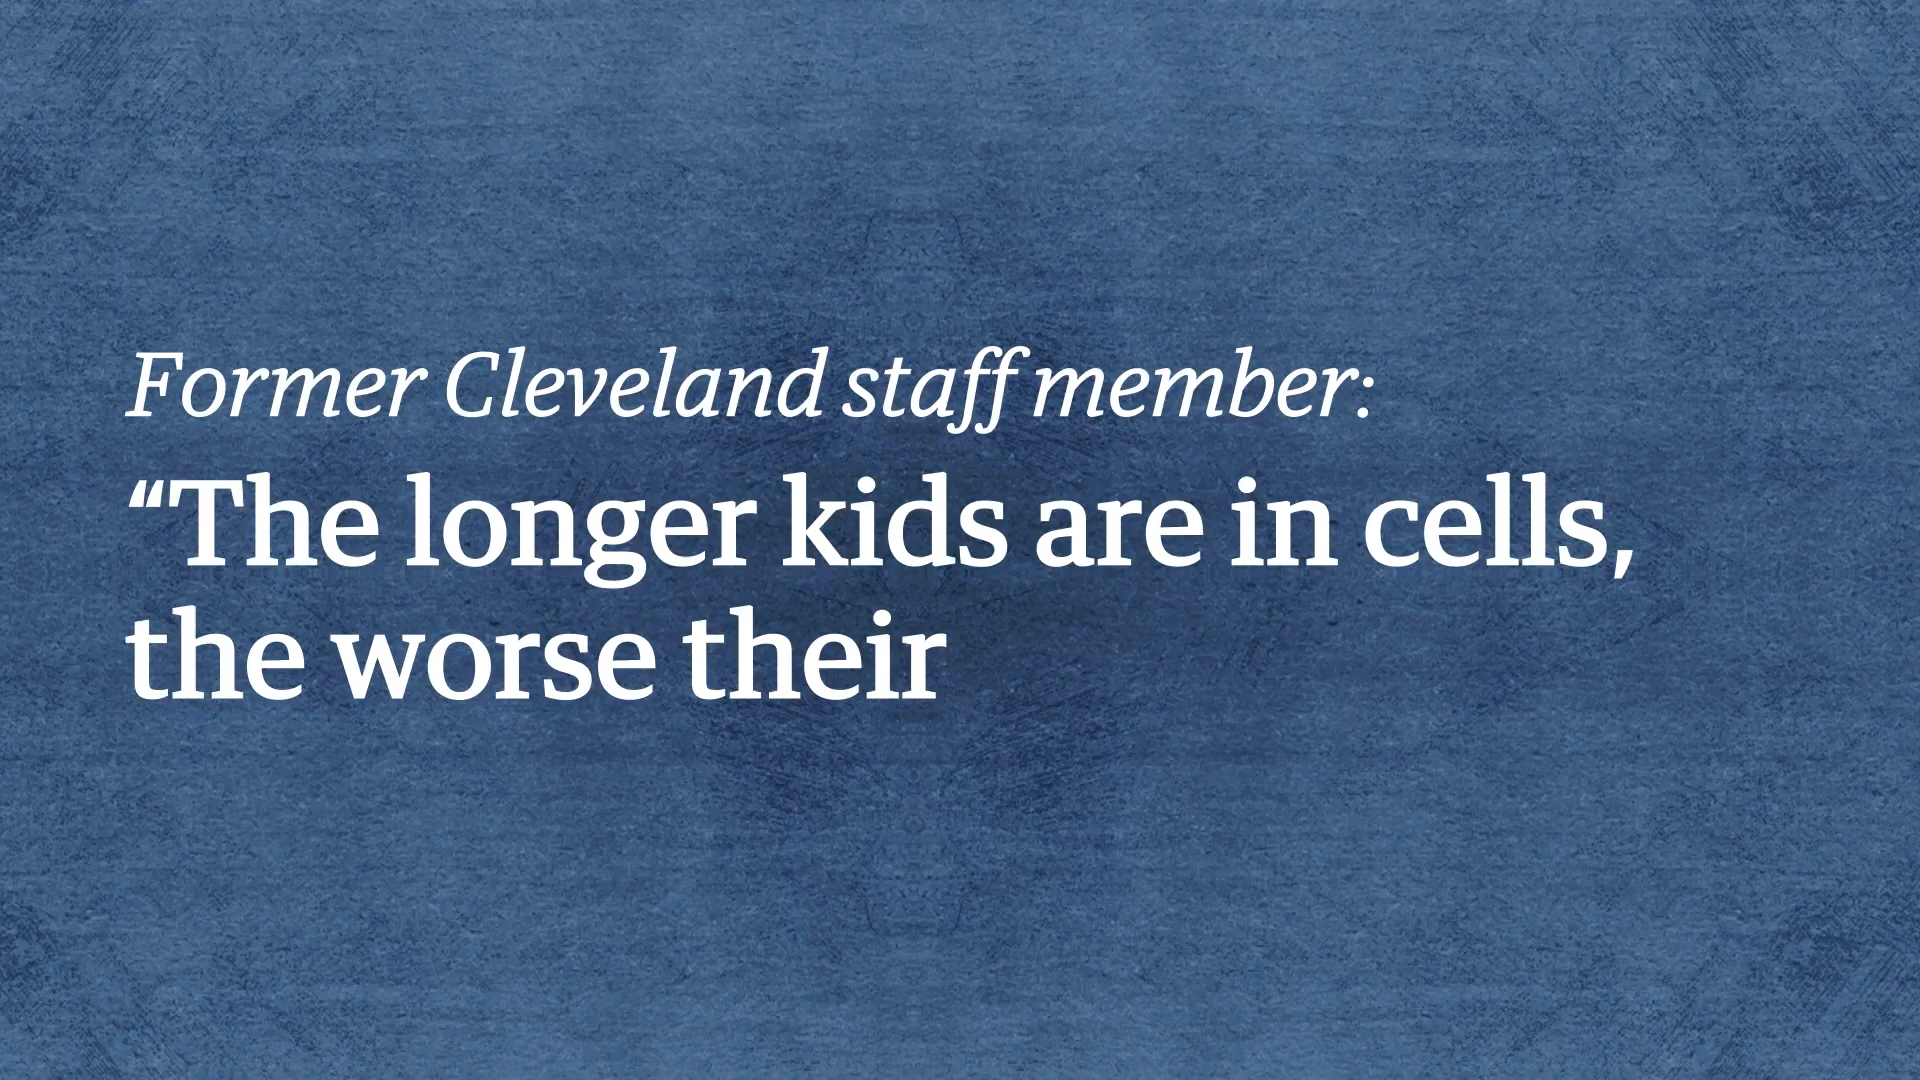 Former Cleveland staff member:
“The longer kids are in cells,
the worse their